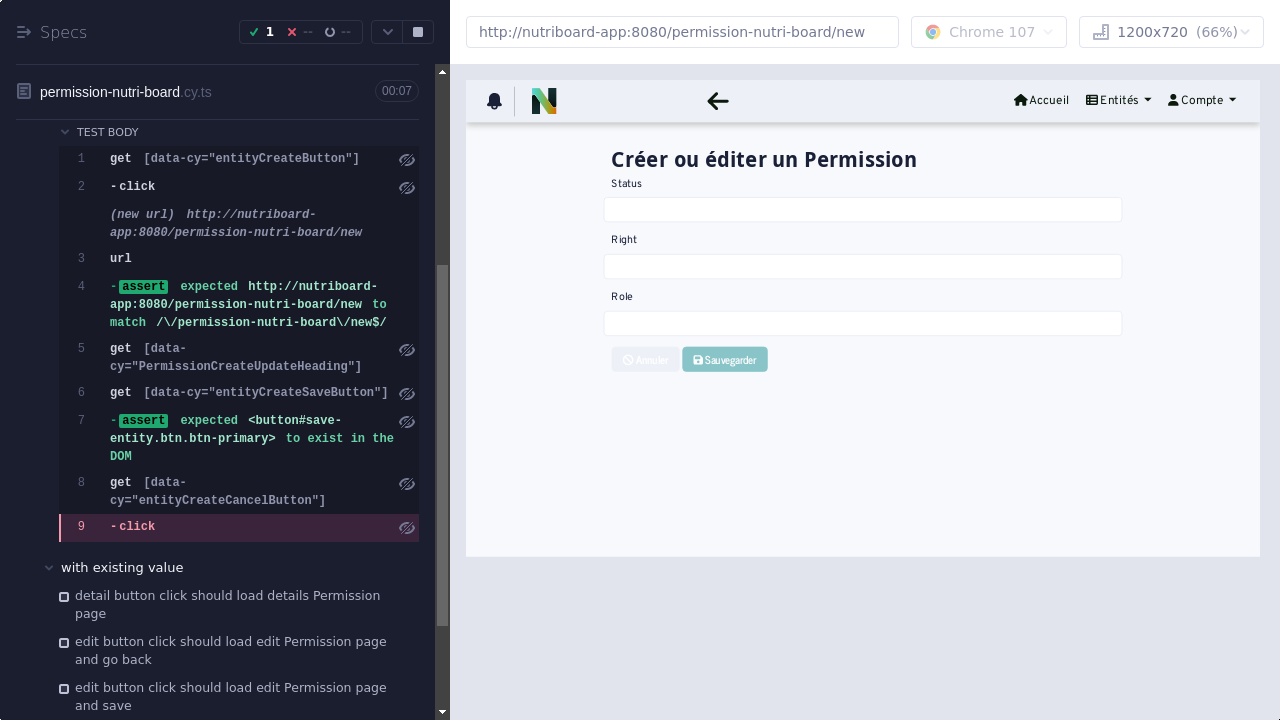 Specs
1
--
--
http://nutriboard-app:8080/permission-nutri-board/new
Chrome 107
1200x720 (66%)
permission-nutri-board.cy.ts
00:07
TEST BODY
1 get [data-cy="entityCreateButton"]
2 -click
(new url) http://nutriboard-
app:8080/permission-nutri-board/new
3 url
4 -assert expected http://nutriboard-
app:8080/permission-nutri-board/new to
match /\/permission-nutri-board\/new$/
5 get [data-
cy="PermissionCreateUpdateHeading"]
6 get [data-cy="entityCreateSaveButton"]
7 -assert expected <button#save-
entity.btn.btn-primary> to exist in the
DOM
8 get [data-
cy="entityCreateCancelButton"]
9 -click
with existing value
detail button click should load details Permission
page
edit button click should load edit Permission page
and go back
edit button click should load edit Permission page
and save
N
Accueil
Entités
Compte
Créer ou éditer un Permission
Status
Right
Role
Annuler
Sauvegarder